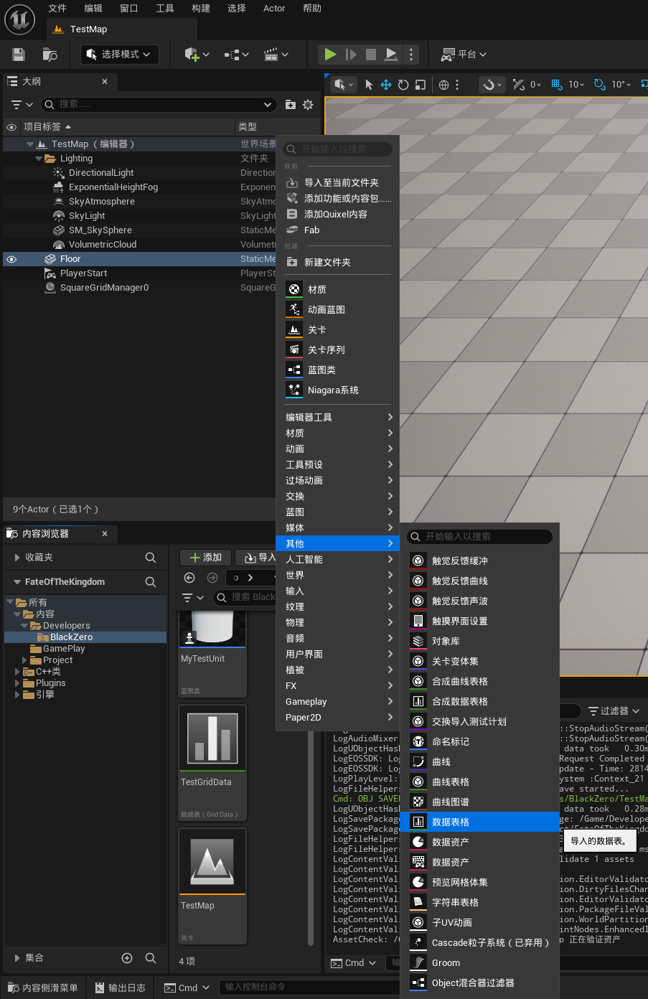 文件 编辑 窗口 工具 构建 选择 Actor 帮助
TestMap
选择模式
平台
大纲
搜索......
0 10 10°
项目标签 类型
TestMap（编辑器） 世界场景
Lighting 文件夹
DirectionalLight Direction
ExponentialHeightFog Exponen
SkyAtmosphere SkyAtmo
SkyLight SkyLight
SM_SkySphere StaticMe
VolumetricCloud Volumetr
Floor StaticMe
PlayerStart PlayerSt
SquareGridManager0 SquareG
9个Actor（已选1个）
开始输入以搜索
获取
导入至当前文件夹
添加功能或内容包......
添加Quixel内容
Fab
创建
新建文件夹
材质
动画蓝图
关卡
关卡序列
蓝图类
Niagara系统
编辑器工具
材质
动画
工具预设
过场动画
交换
蓝图
媒体
其他
人工智能
世界
输入
纹理
物理
音频
用户界面
植被
FX
Gameplay
Paper2D
内容浏览器
收藏夹
FateOfTheKingdom
所有
内容
Developers
BlackZero
GamePlay
Project
C++类
Plugins
引擎
集合
添加 导入
搜索 Black
MyTestUnit
蓝图类
TestGridData
数据表（Grid Data）
TestMap
关卡
4 项
开始输入以搜索
触觉反馈缓冲
触觉反馈曲线
触觉反馈声波
触摸界面设置
对象库
关卡变体集
合成曲线表格
合成数据表格
交换导入测试计划
命名标记
曲线
曲线表格
曲线图谱
数据表格
数据资产
数据资产
预览网格体集
字符串表格
子UV动画
Cascade粒子系统（已弃用）
Groom
Object混合器过滤器
导入的数据表。
过滤器
::StopAudioStream(
LogAudioMixer ::StopAudioStream(
LogUObjectHash data took 0.30m
LogEOSSDK: Lo Request Completed
LogEOSSDK: Lo pdate - Time: 2814
LogPlayLevel: ystem :Context_21
LogFileHelpers ave started...
Cmd: OBJ SAVE s/BlackZero/TestMa
LogUObjectHash data took 0.28m
LogSavePackage ge: /Game/Develope
LogSavePackage
LogFileHelpers
LogFileHelpers ms
LogContentVal lidate 1 assets
LogContentVal
LogContentVal ion.EditorValidato
LogContentVal ion.DirtyFilesChan
LogContentVal ion.EditorValidato
LogContentVal ion.PackageFileVal
LogContentVal ion.WorldPartition
LogContentVal intNodes.EnhancedI
AssetCheck: / p 正在验证资产
Cmd 输
内容侧滑菜单 输出日志 Cmd 输入控制台命令